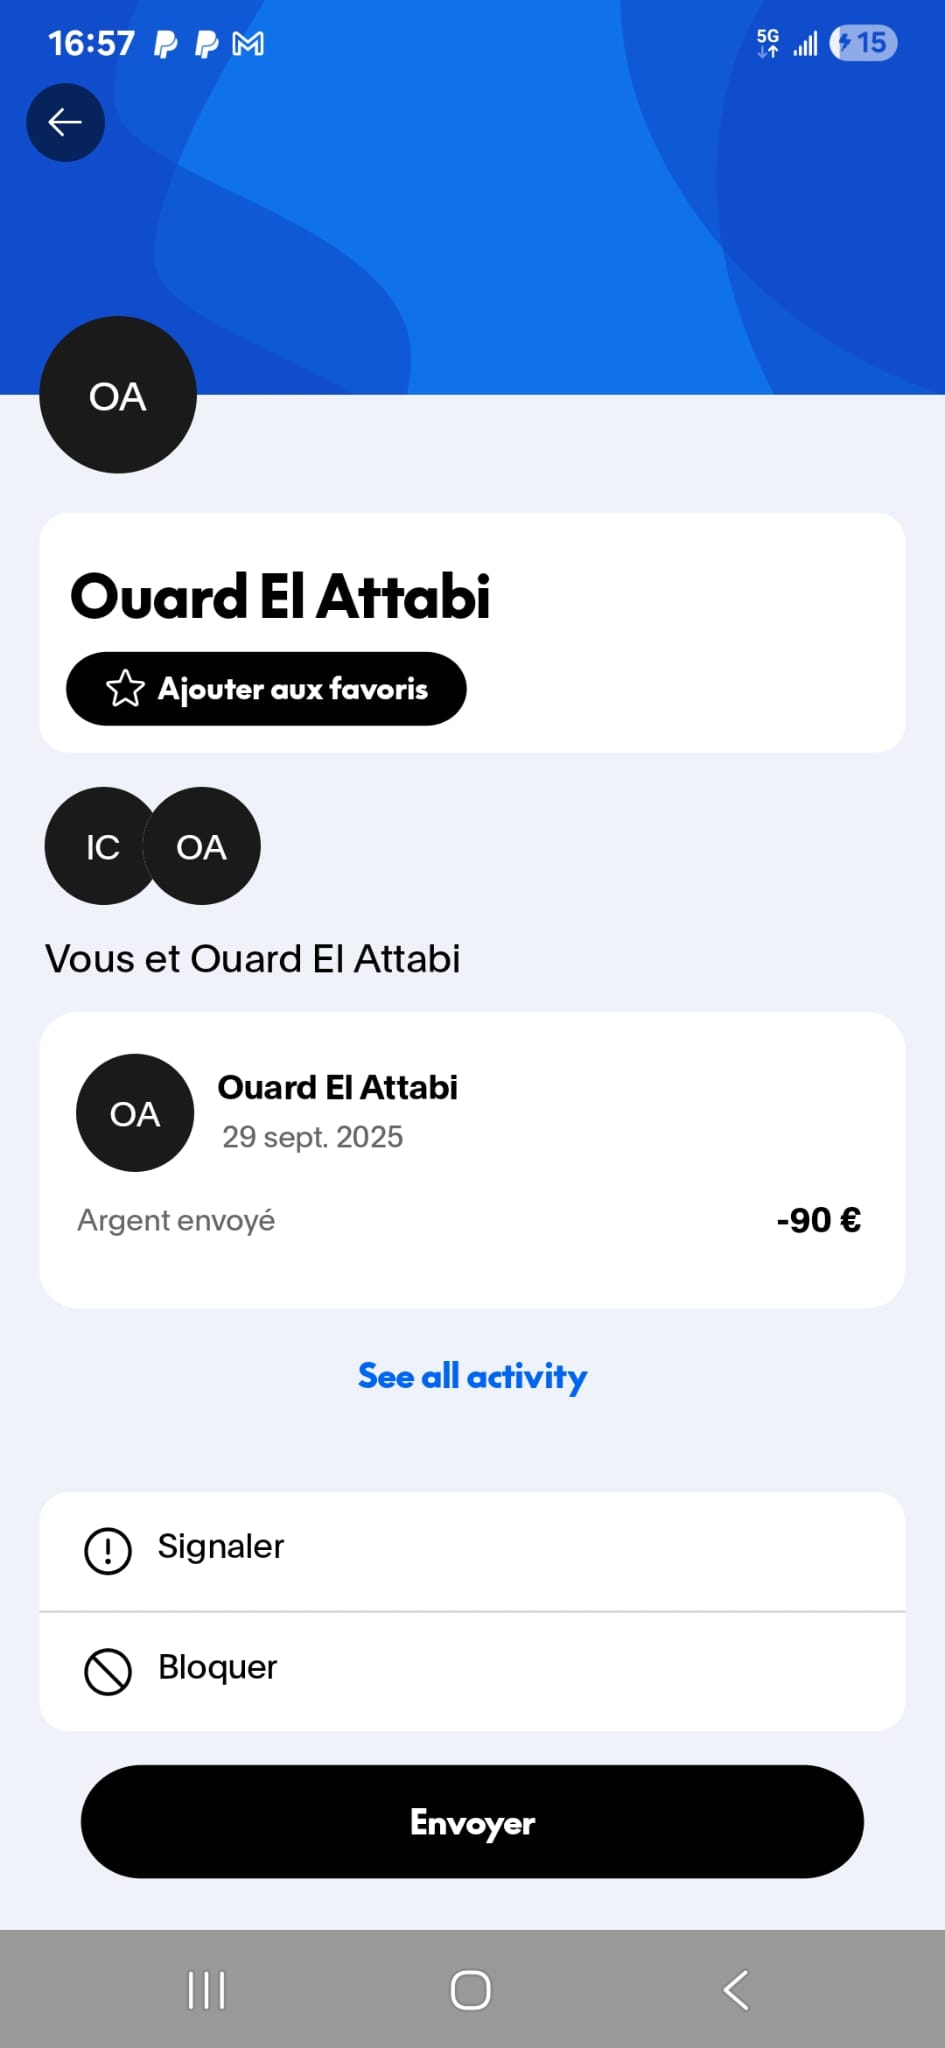 16:57
5G
15
OA
Ouard El Attabi
Ajouter aux favoris
IC
OA
Vous et Ouard El Attabi
OA
Ouard El Attabi
29 sept. 2025
Argent envoyé
-90 €
See all activity
Signaler
Bloquer
Envoyer